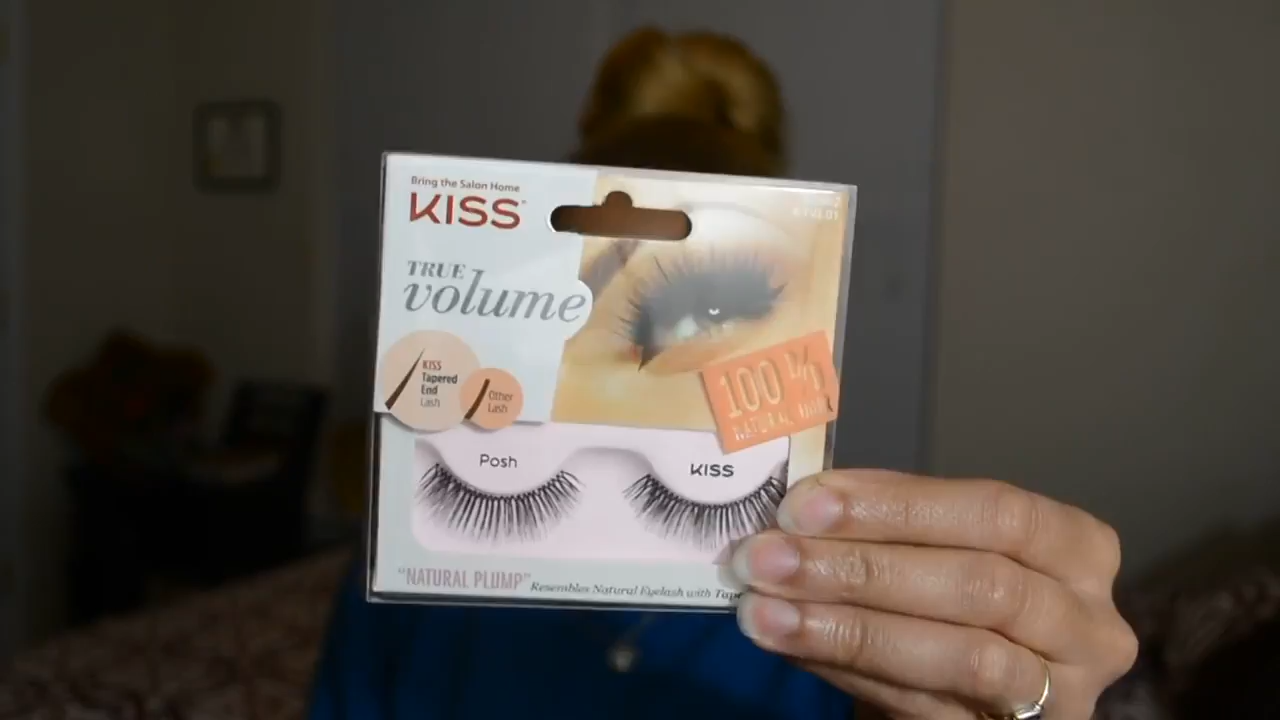 Bring the Salon Home
KISS
TRUE
volume
KISS
Tapered
End
Lash
Other
Lash
100 %
NATURAL
Posh
KISS
"NATURAL PLUMP"
Resembles Natural Eyelash with